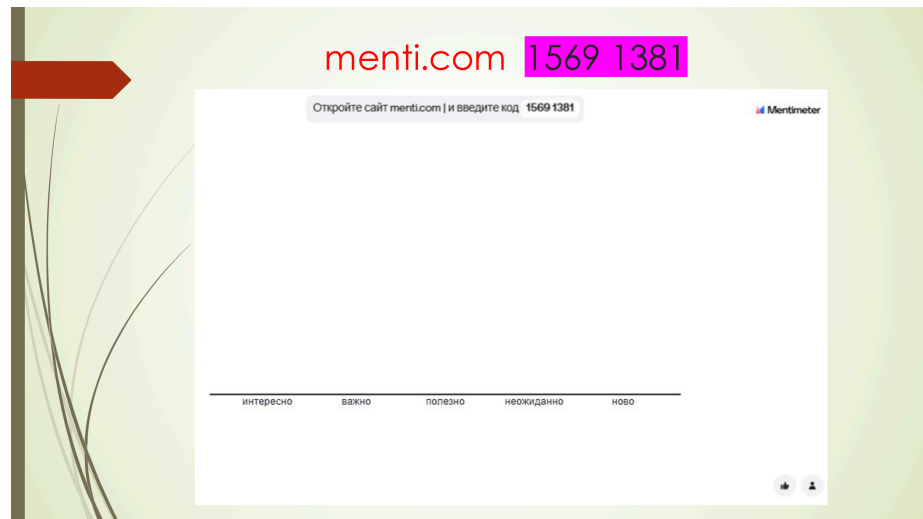 menti.com 1569 1381
Откройте сайт menti.com | и введите код 1569 1381
Mentimeter
интересно важно полезно неожиданно ново